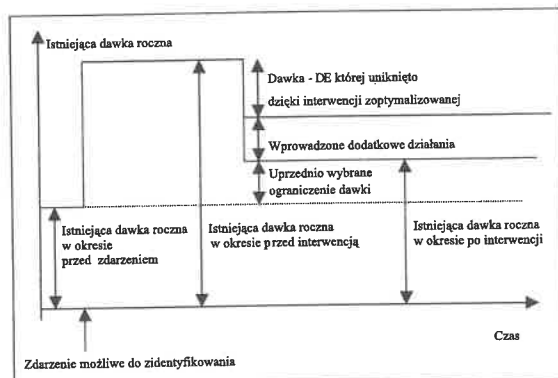 Istniejąca dawka roczna
Dawka - DE której uniknięto
dzięki interwencji zoptymalizowanej
Wprowadzone dodatkowe działania
Uprzednio wybrane
ograniczenie dawki
Istniejąca dawka roczna
w okresie
przed zdarzeniem
Istniejąca dawka roczna
w okresie przed interwencją
Istniejąca dawka roczna
w okresie po interwencji
Czas
Zdarzenie możliwe do zidentyfikowania